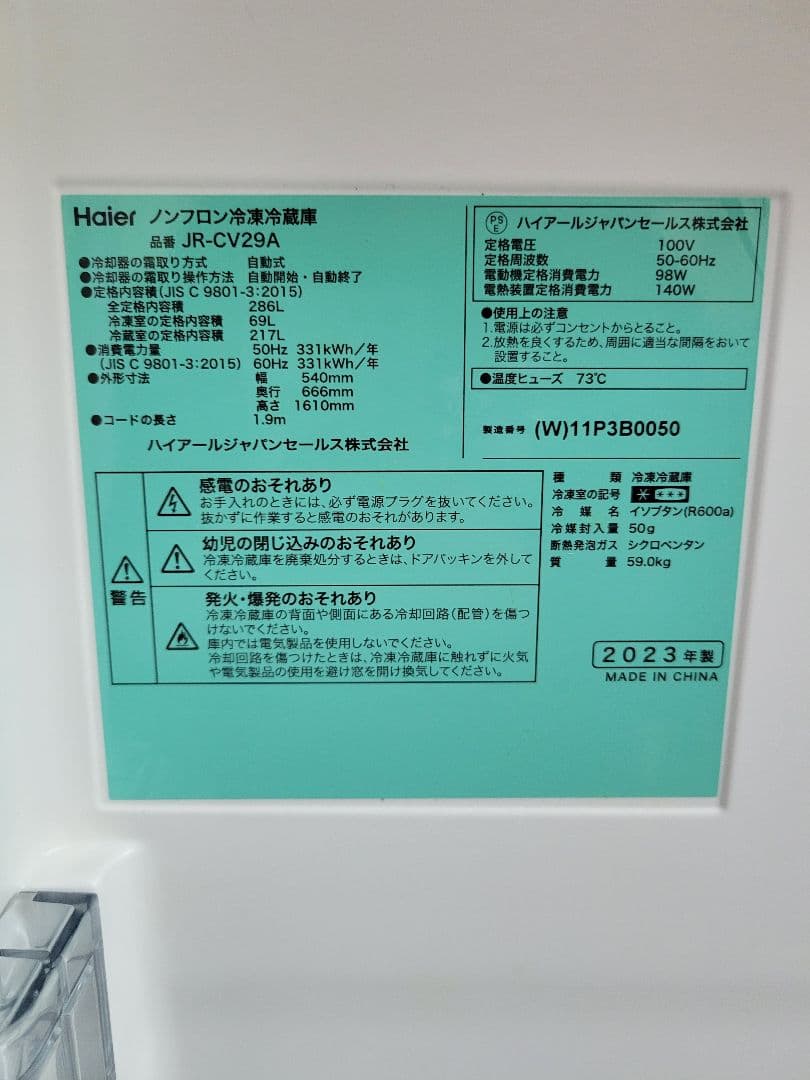 Haier ノンフロン冷凍冷蔵庫
品番 JR-CV29A
●冷却器の霜取り方式 自動式
●冷却器の霜取り操作方法 自動開始・自動終了
●定格内容積(JIS C 9801-3:2015)
全定格内容積 286L
冷凍室の定格内容積 69L
冷蔵室の定格内容積 217L
●消費電力量 50Hz 331kWh/年
(JIS C 9801-3:2015) 60Hz 331kWh/年
●外形寸法 幅 540mm
奥行 666mm
高さ 1610mm
●コードの長さ 1.9m
ハイアールジャパンセールス株式会社
PSE ハイアールジャパンセールス株式会社
定格電圧 100V
定格周波数 50-60Hz
電動機定格消費電力 98W
電熱装置定格消費電力 140W
●使用上の注意
1.電源は必ずコンセントからとること。
2.放熱を良くするため、周囲に適当な間隔をおいて
設置すること。
●温度ヒューズ 73℃
製造番号 (W)11P3B0050
警告
感電のおそれあり
お手入れのときには、必ず電源プラグを抜いてください。
抜かずに作業すると感電のおそれがあります。
幼児の閉じ込みのおそれあり
冷凍冷蔵庫を廃棄処分するときは、ドアパッキンを外して
ください。
発火・爆発のおそれあり
冷凍冷蔵庫の背面や側面にある冷却回路(配管)を傷つ
けないでください。
庫内では電気製品を使用しないでください。
冷却回路を傷つけたときは、冷凍冷蔵庫に触れずに火気
や電気製品の使用を避け窓を開け換気してください。
種類 冷凍冷蔵庫
冷凍室の記号 * ***
冷媒名 イソブタン(R600a)
冷媒封入量 50g
断熱発泡ガス シクロペンタン
質量 59.0kg
2023年製
MADE IN CHINA